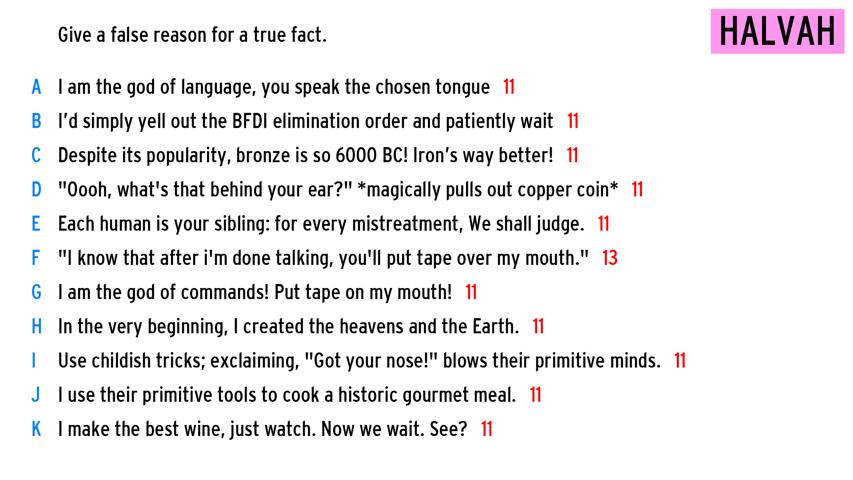 Give a false reason for a true fact.
HALVAH
A I am the god of language, you speak the chosen tongue 11
B I'd simply yell out the BFDI elimination order and patiently wait 11
C Despite its popularity, bronze is so 6000 BC! Iron's way better! 11
D "Oooh, what's that behind your ear?" *magically pulls out copper coin* 11
E Each human is your sibling: for every mistreatment, We shall judge. 11
F "I know that after i'm done talking, you'll put tape over my mouth." 13
G I am the god of commands! Put tape on my mouth! 11
H In the very beginning, I created the heavens and the Earth. 11
I Use childish tricks; exclaiming, "Got your nose!" blows their primitive minds. 11
J I use their primitive tools to cook a historic gourmet meal. 11
K I make the best wine, just watch. Now we wait. See? 11